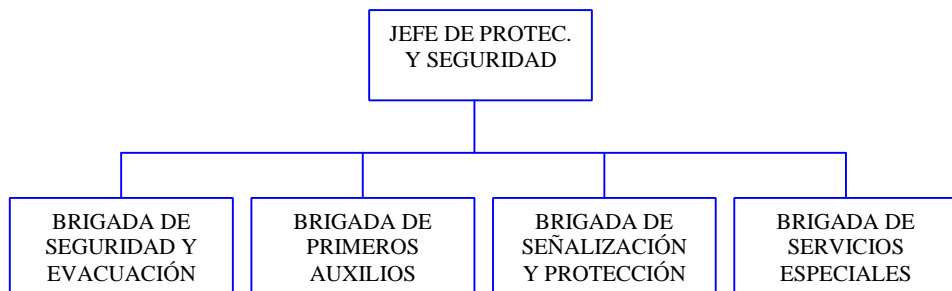 JEFE DE PROTEC.
Y SEGURIDAD
BRIGADA DE
SEGURIDAD Y
EVACUACIÓN
BRIGADA DE
PRIMEROS
AUXILIOS
BRIGADA DE
SEÑALIZACIÓN
Y PROTECCIÓN
BRIGADA DE
SERVICIOS
ESPECIALES